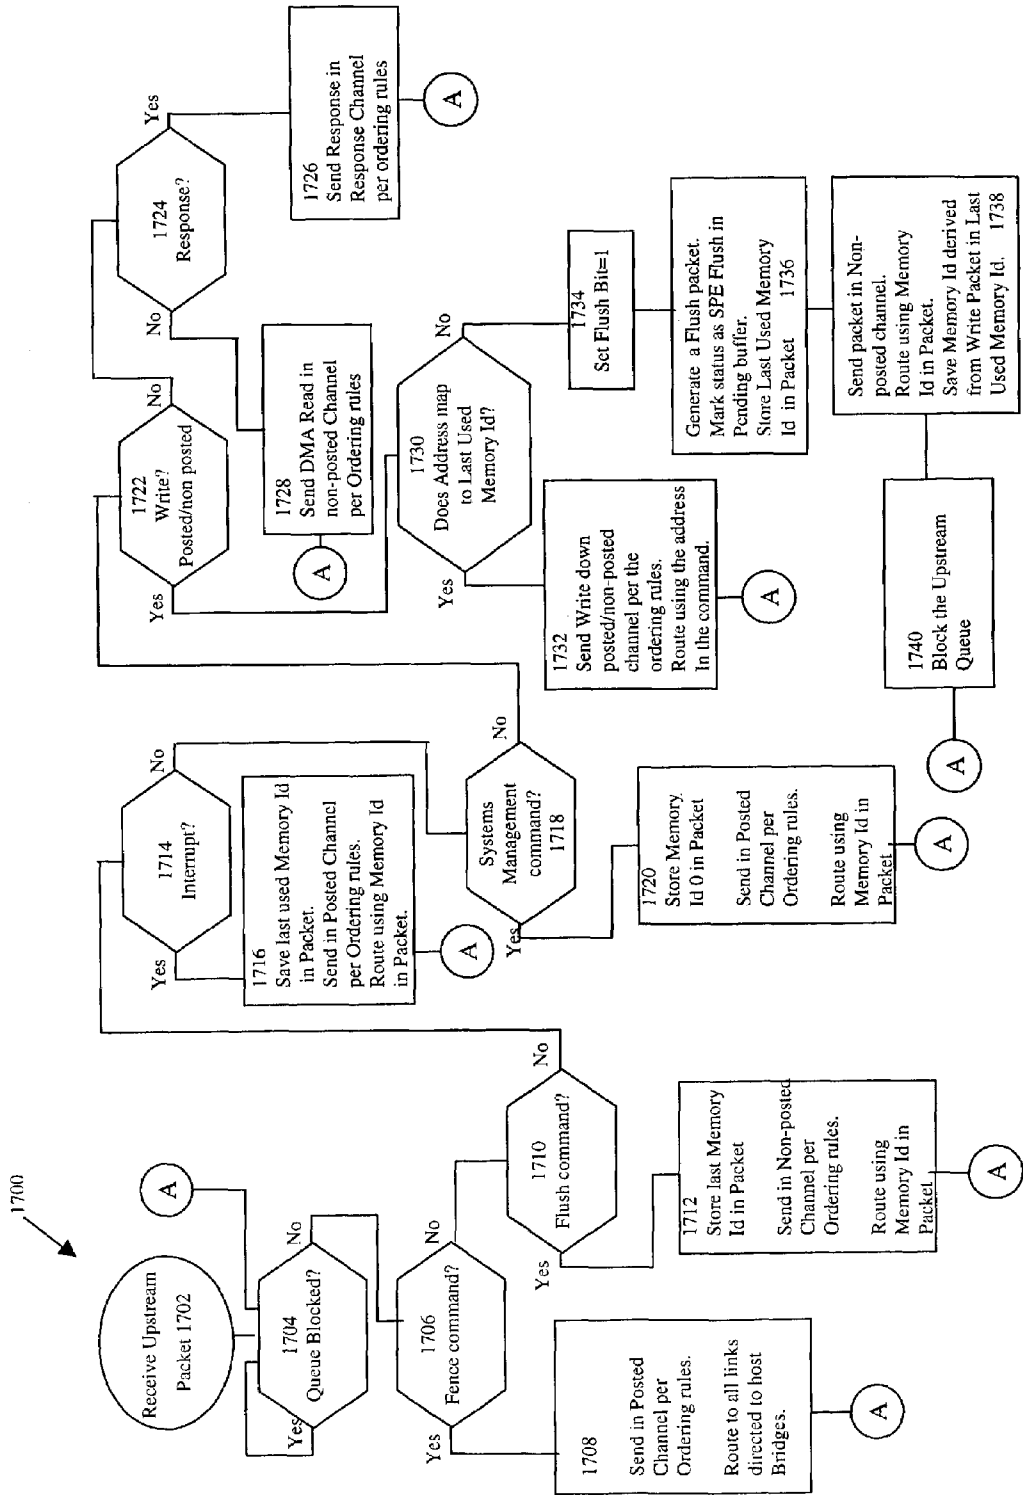 1700
Receive Upstream
Packet 1702
A
1704
Queue Blocked?
Yes
No
1706
Fence command?
Yes
No
1708
Send in Posted
Channel per
Ordering rules.
Route to all links
directed to host
Bridges.
A
1710
Flush command?
Yes
No
1712
Store last Memory
Id in Packet
Send in Non-posted
Channel per
Ordering rules.
Route using
Memory Id in
Packet
A
1714
Interrupt?
Yes
No
1716
Save last used Memory Id
in Packet.
Send in Posted Channel
per Ordering rules.
Route using Memory Id
in Packet.
A
Systems
Management
command?
1718
Yes
No
1720
Store Memory
Id 0 in Packet
Send in Posted
Channel per
Ordering rules.
Route using
Memory Id in
Packet
A
1722
Write?
Posted/non posted
Yes
No
1724
Response?
No
Yes
1726
Send Response in
Response Channel
per ordering rules
A
1728
Send DMA Read in
non-posted Channel
per Ordering rules
A
1730
Does Address map
to Last Used
Memory Id?
Yes
No
1732
Send Write down
posted/non-posted
channel per the
ordering rules.
Route using the address
In the command.
A
1734
Set Flush Bit=1
Generate a Flush packet.
Mark status as SPE Flush in
Pending buffer.
Store Last Used Memory
Id in Packet 1736
Send packet in Non-
posted channel.
Route using Memory
Id in Packet.
Save Memory Id derived
from Write Packet in Last
Used Memory Id. 1738
1740
Block the Upstream
Queue
A